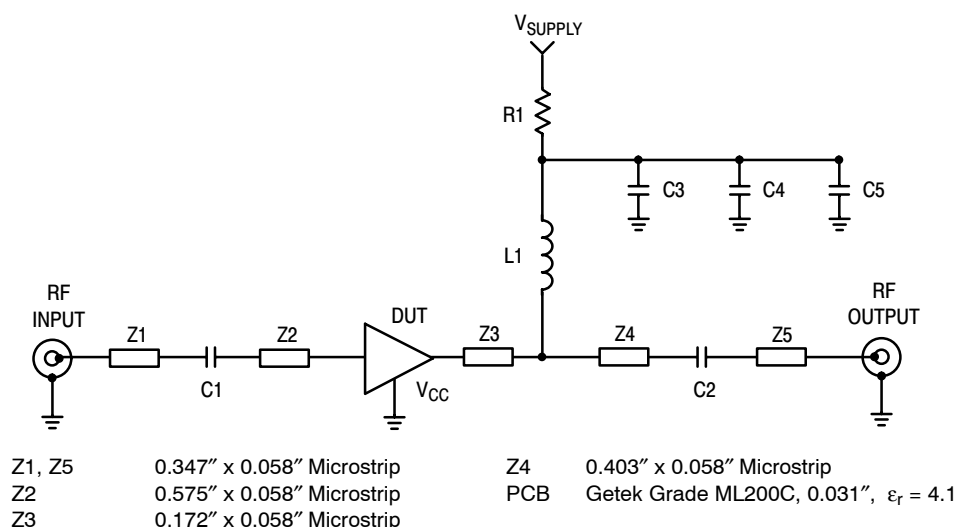 VSUPPLY
R1
C3 C4 C5
L1
RF INPUT
Z1
C1
Z2
DUT
VCC
Z3
Z4
C2
Z5
RF OUTPUT
Z1, Z5 0.347″ x 0.058″ Microstrip
Z2 0.575″ x 0.058″ Microstrip
Z3 0.172″ x 0.058″ Microstrip
Z4 0.403″ x 0.058″ Microstrip
PCB Getek Grade ML200C, 0.031″, εr = 4.1